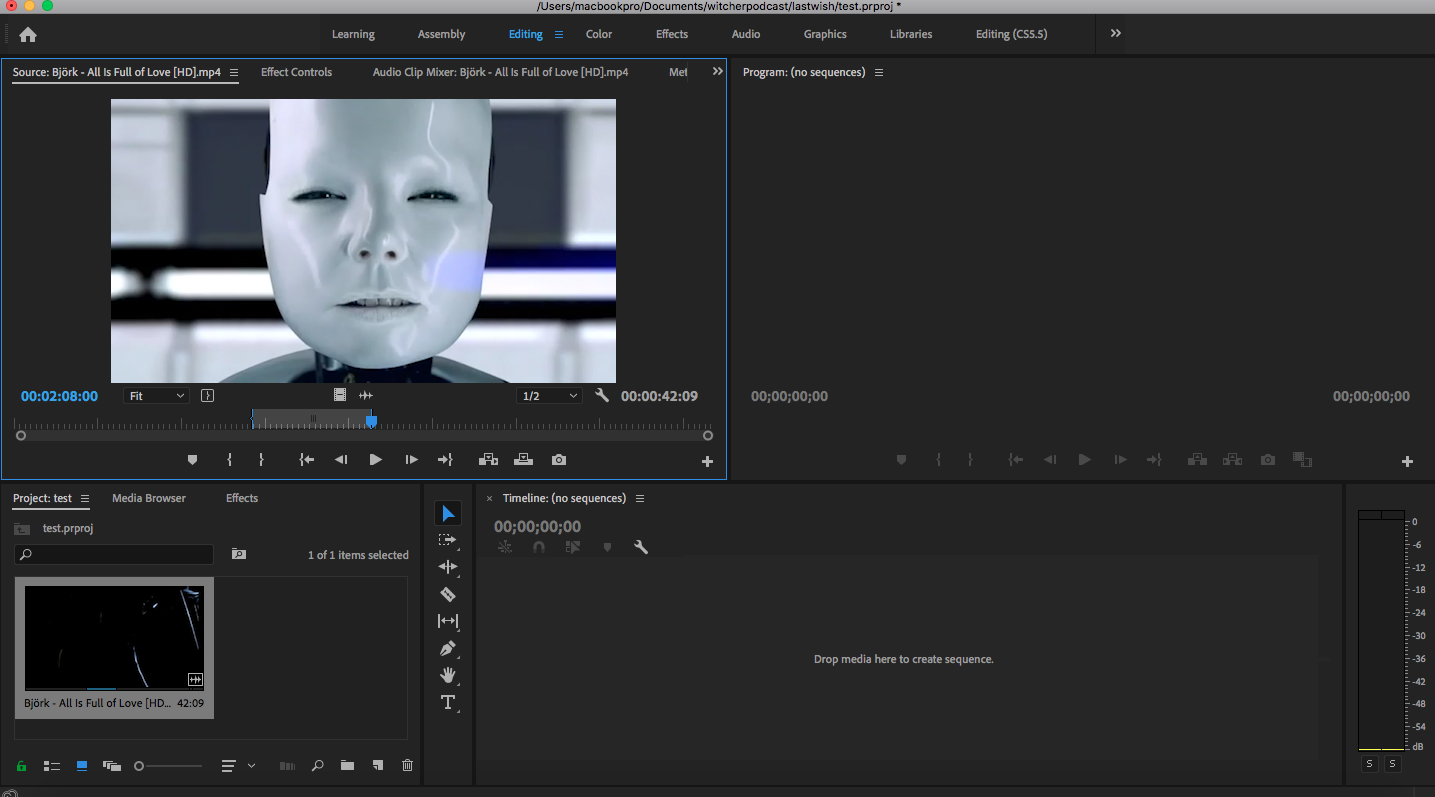 /Users/macbookpro/Documents/witcherpodcast/lastwish/test.prproj *
Learning Assembly Editing Color Effects Audio Graphics Libraries Editing (CS5.5)
Source: Björk - All Is Full of Love [HD].mp4 Effect Controls Audio Clip Mixer: Björk - All Is Full of Love [HD].mp4 Met
Program: (no sequences)
00:02:08:00 Fit 1/2 00:00:42:09
00;00;00;00 00;00;00;00
Project: test Media Browser Effects
test.prproj
1 of 1 items selected
Björk - All Is Full of Love [HD... 42:09
× Timeline: (no sequences)
00;00;00;00
Drop media here to create sequence.
0
-6
-12
-18
-24
-30
-36
-42
-48
-54
dB
S S